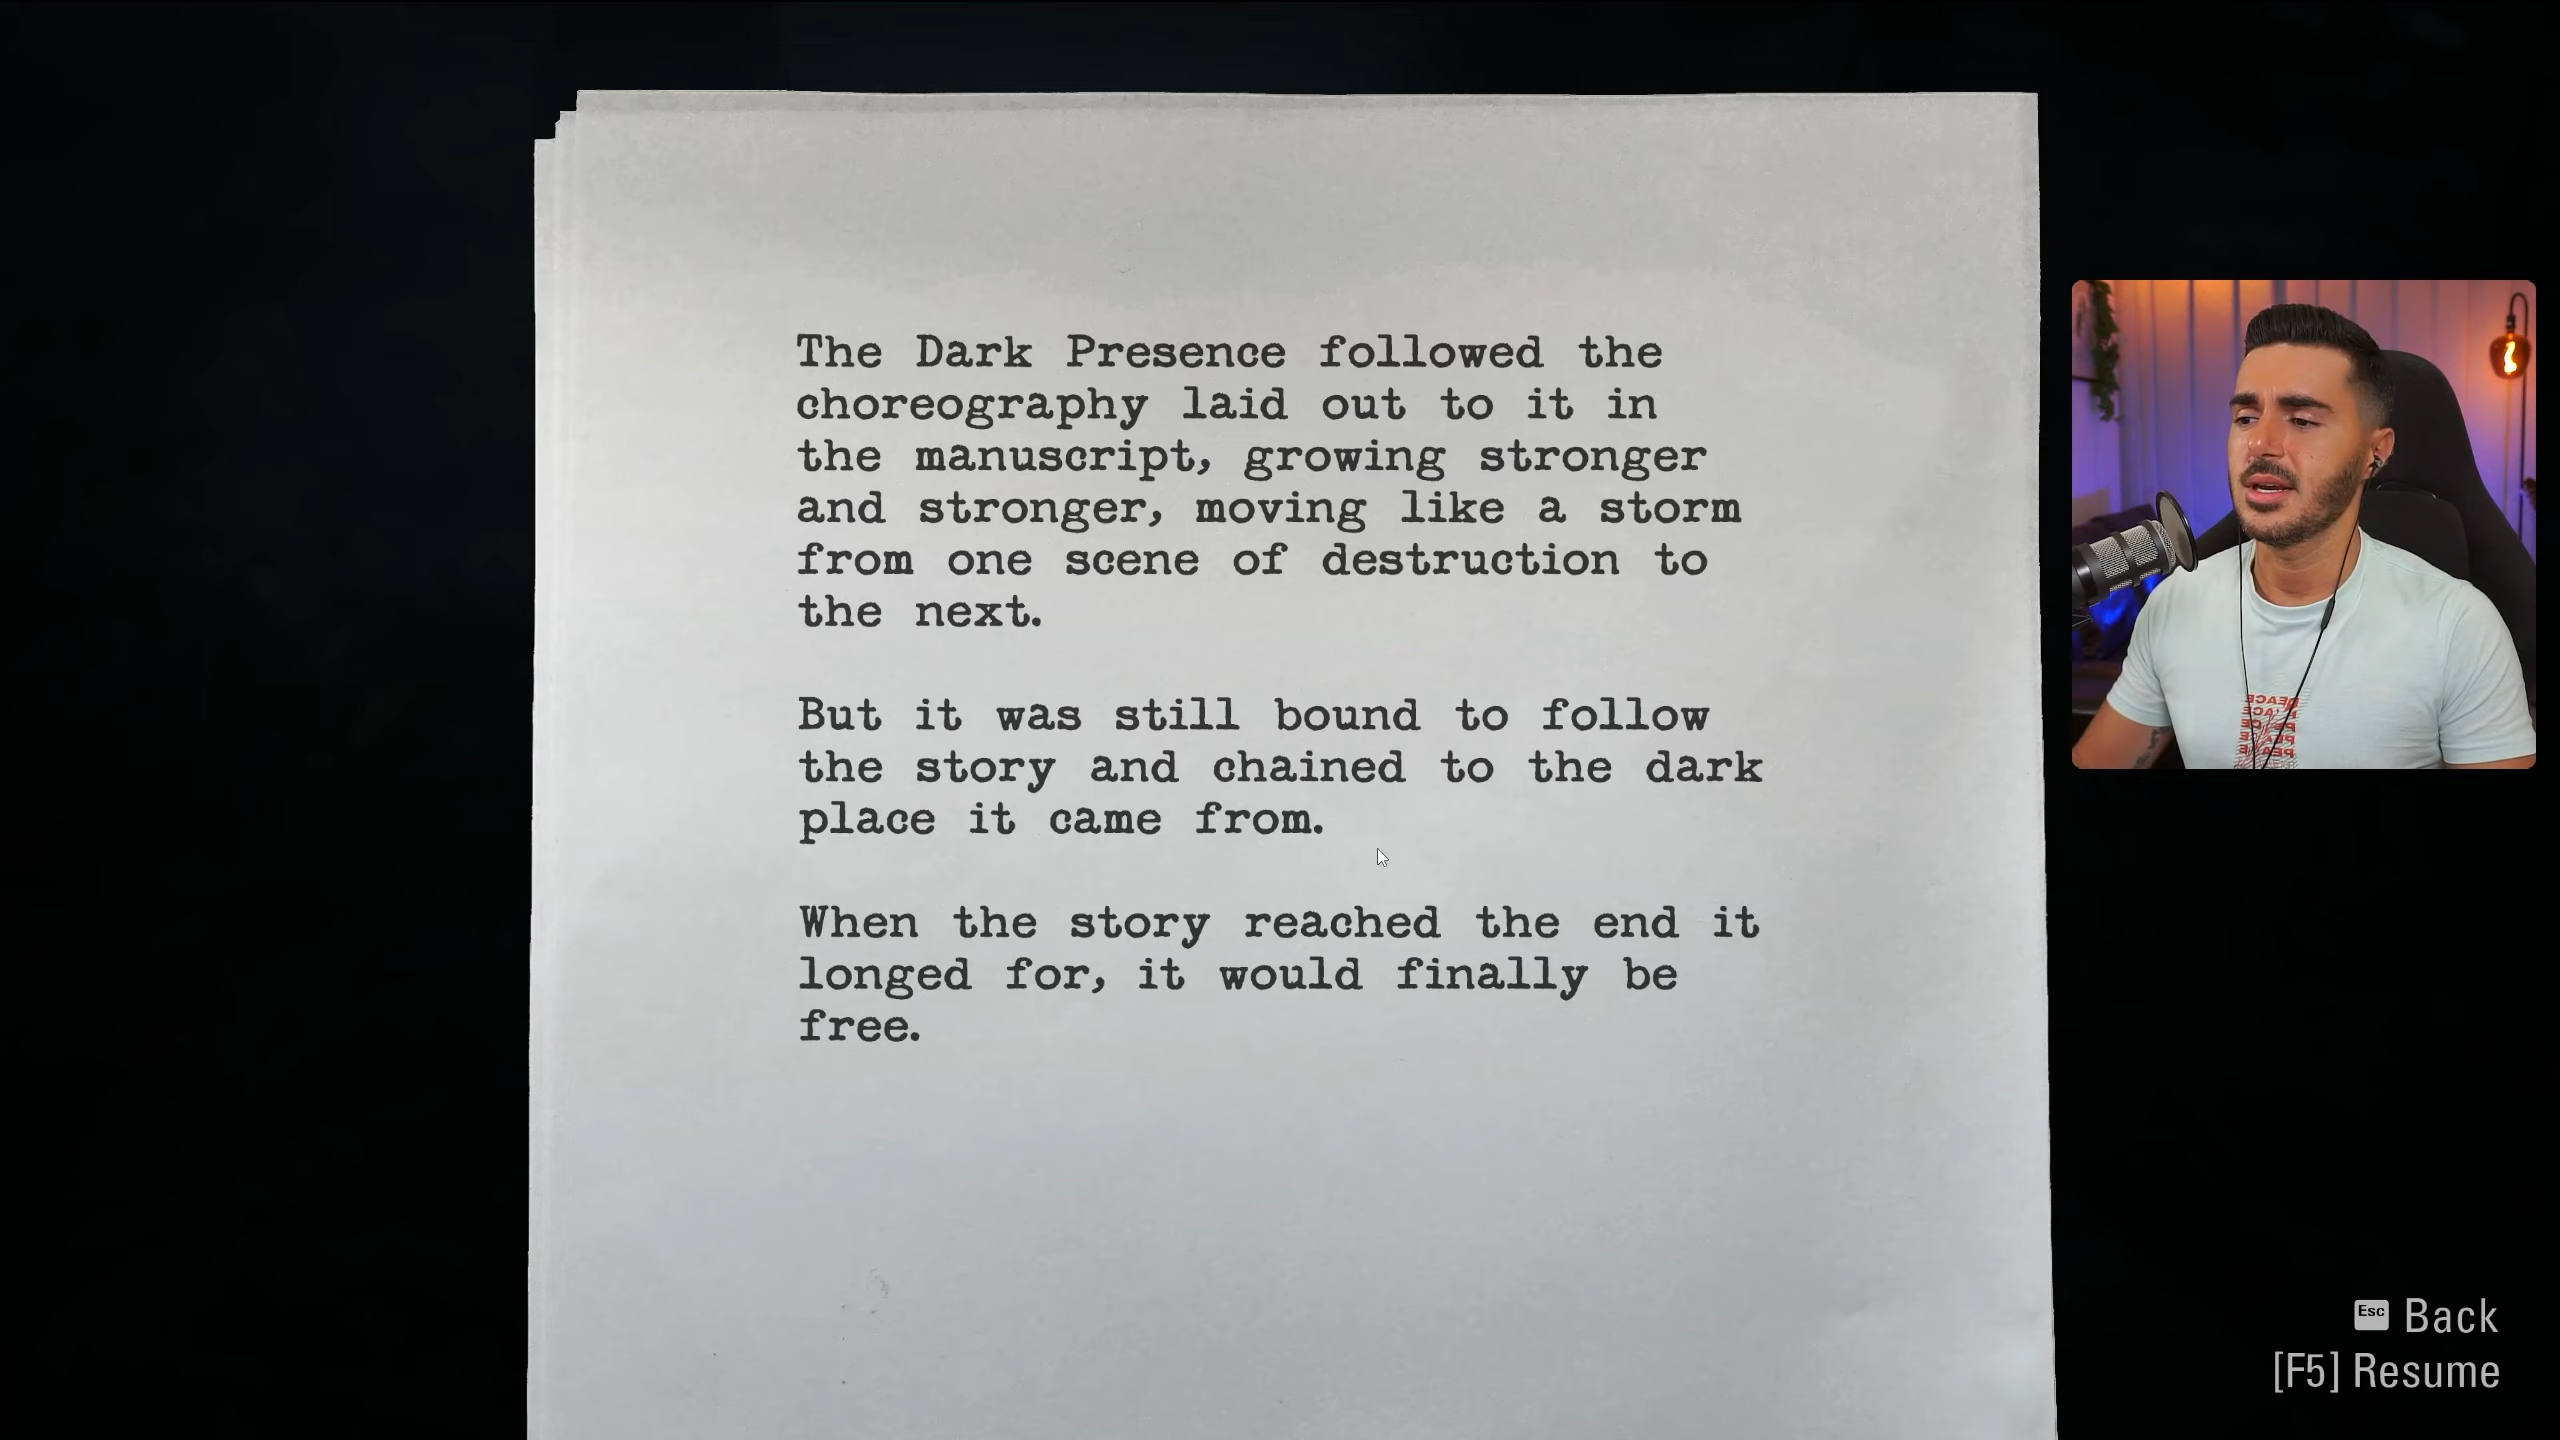 The Dark Presence followed the
choreography laid out to it in
the manuscript, growing stronger
and stronger, moving like a storm
from one scene of destruction to
the next.
But it was still bound to follow
the story and chained to the dark
place it came from.
When the story reached the end it
longed for, it would finally be
free.
Esc Back
[F5] Resume